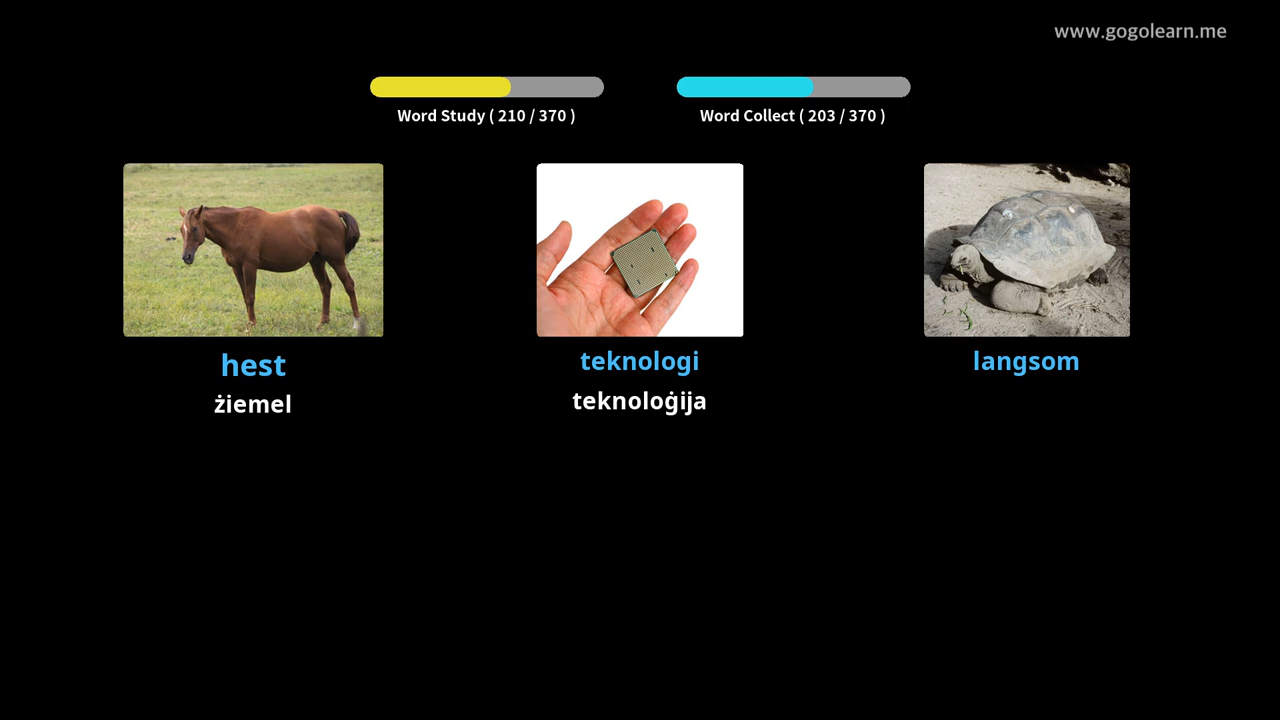 www.gogolearn.me
Word Study ( 210 / 370 )
Word Collect ( 203 / 370 )
hest
żiemel
teknologi
teknoloġija
langsom